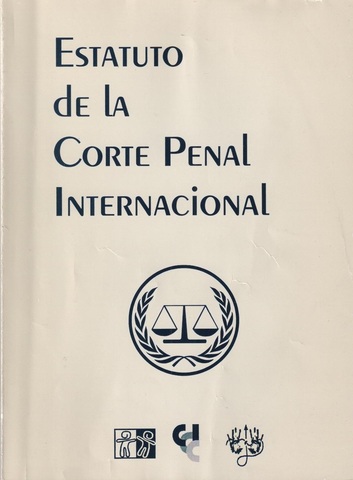 Estatuto
de la
Corte Penal
Internacional